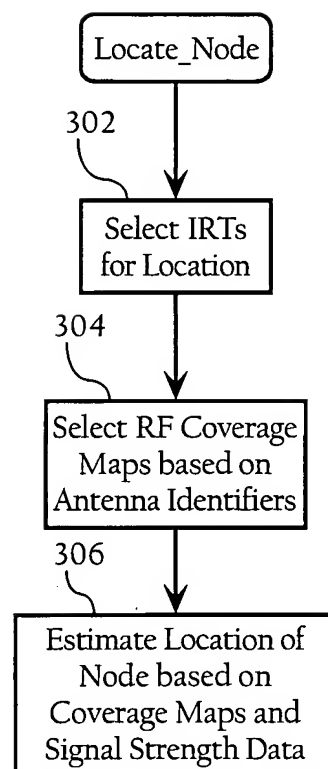 Locate_Node
302
Select IRTs
for Location
304
Select RF Coverage
Maps based on
Antenna Identifiers
306
Estimate Location of
Node based on
Coverage Maps and
Signal Strength Data